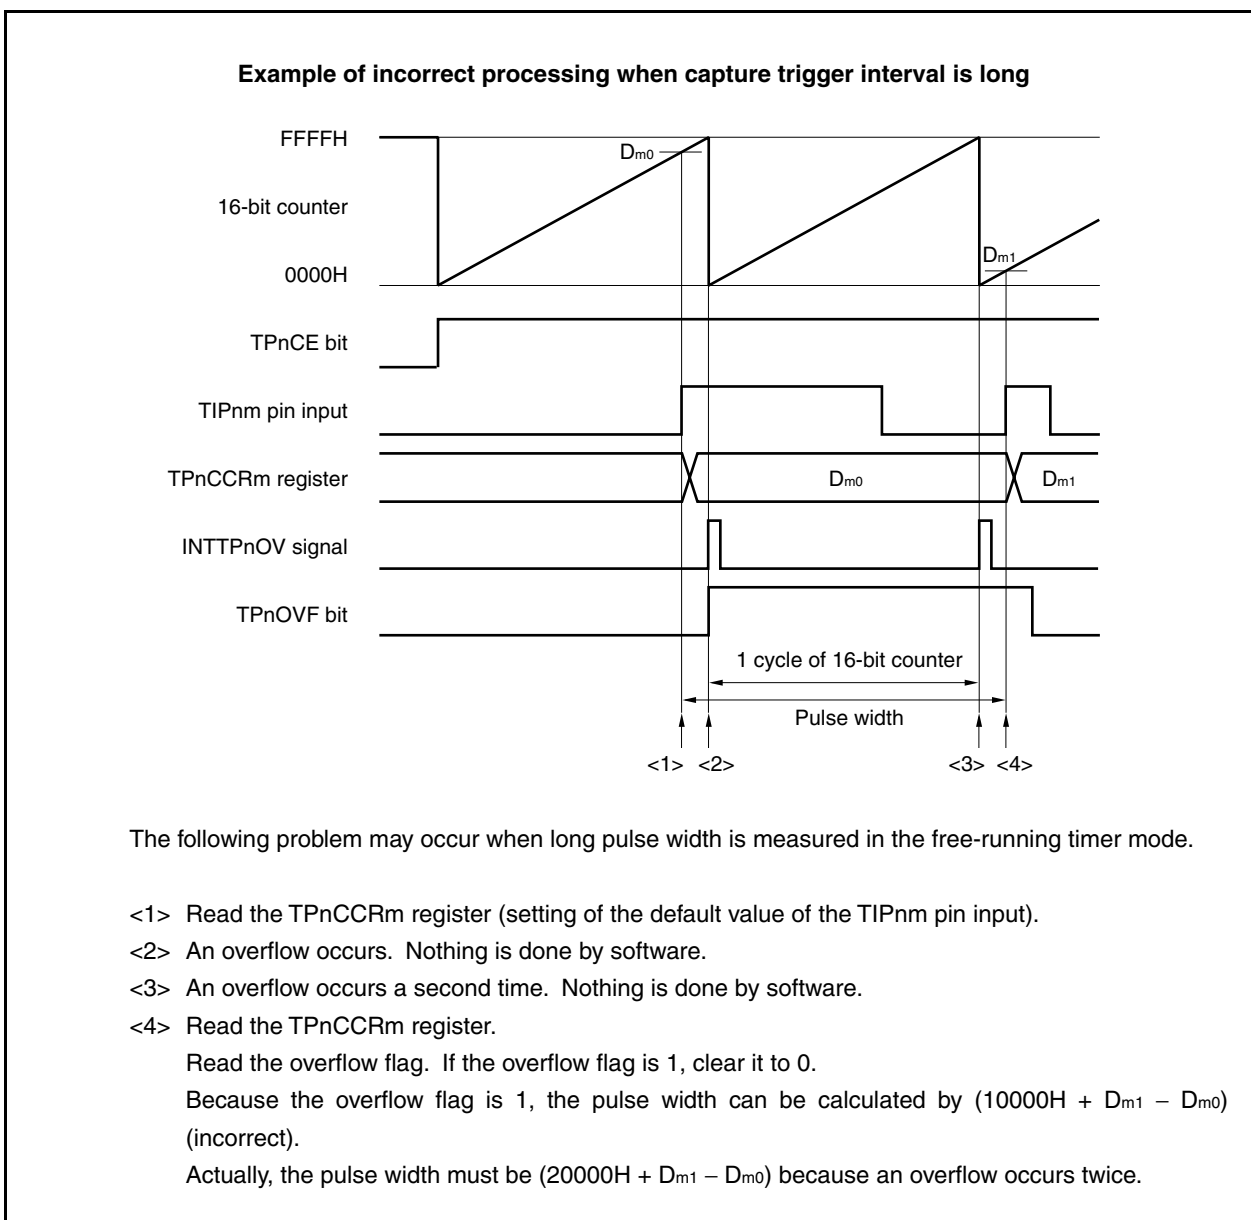 Example of incorrect processing when capture trigger interval is long
FFFFH
Dm0
16-bit counter
Dm1
0000H
TPnCE bit
TIPnm pin input
TPnCCRm register
Dm0
Dm1
INTTPnOV signal
TPnOVF bit
1 cycle of 16-bit counter
Pulse width
<1> <2> <3> <4>
The following problem may occur when long pulse width is measured in the free-running timer mode.
<1> Read the TPnCCRm register (setting of the default value of the TIPnm pin input).
<2> An overflow occurs. Nothing is done by software.
<3> An overflow occurs a second time. Nothing is done by software.
<4> Read the TPnCCRm register.
Read the overflow flag. If the overflow flag is 1, clear it to 0.
Because the overflow flag is 1, the pulse width can be calculated by (10000H + Dm1 – Dm0)
(incorrect).
Actually, the pulse width must be (20000H + Dm1 – Dm0) because an overflow occurs twice.